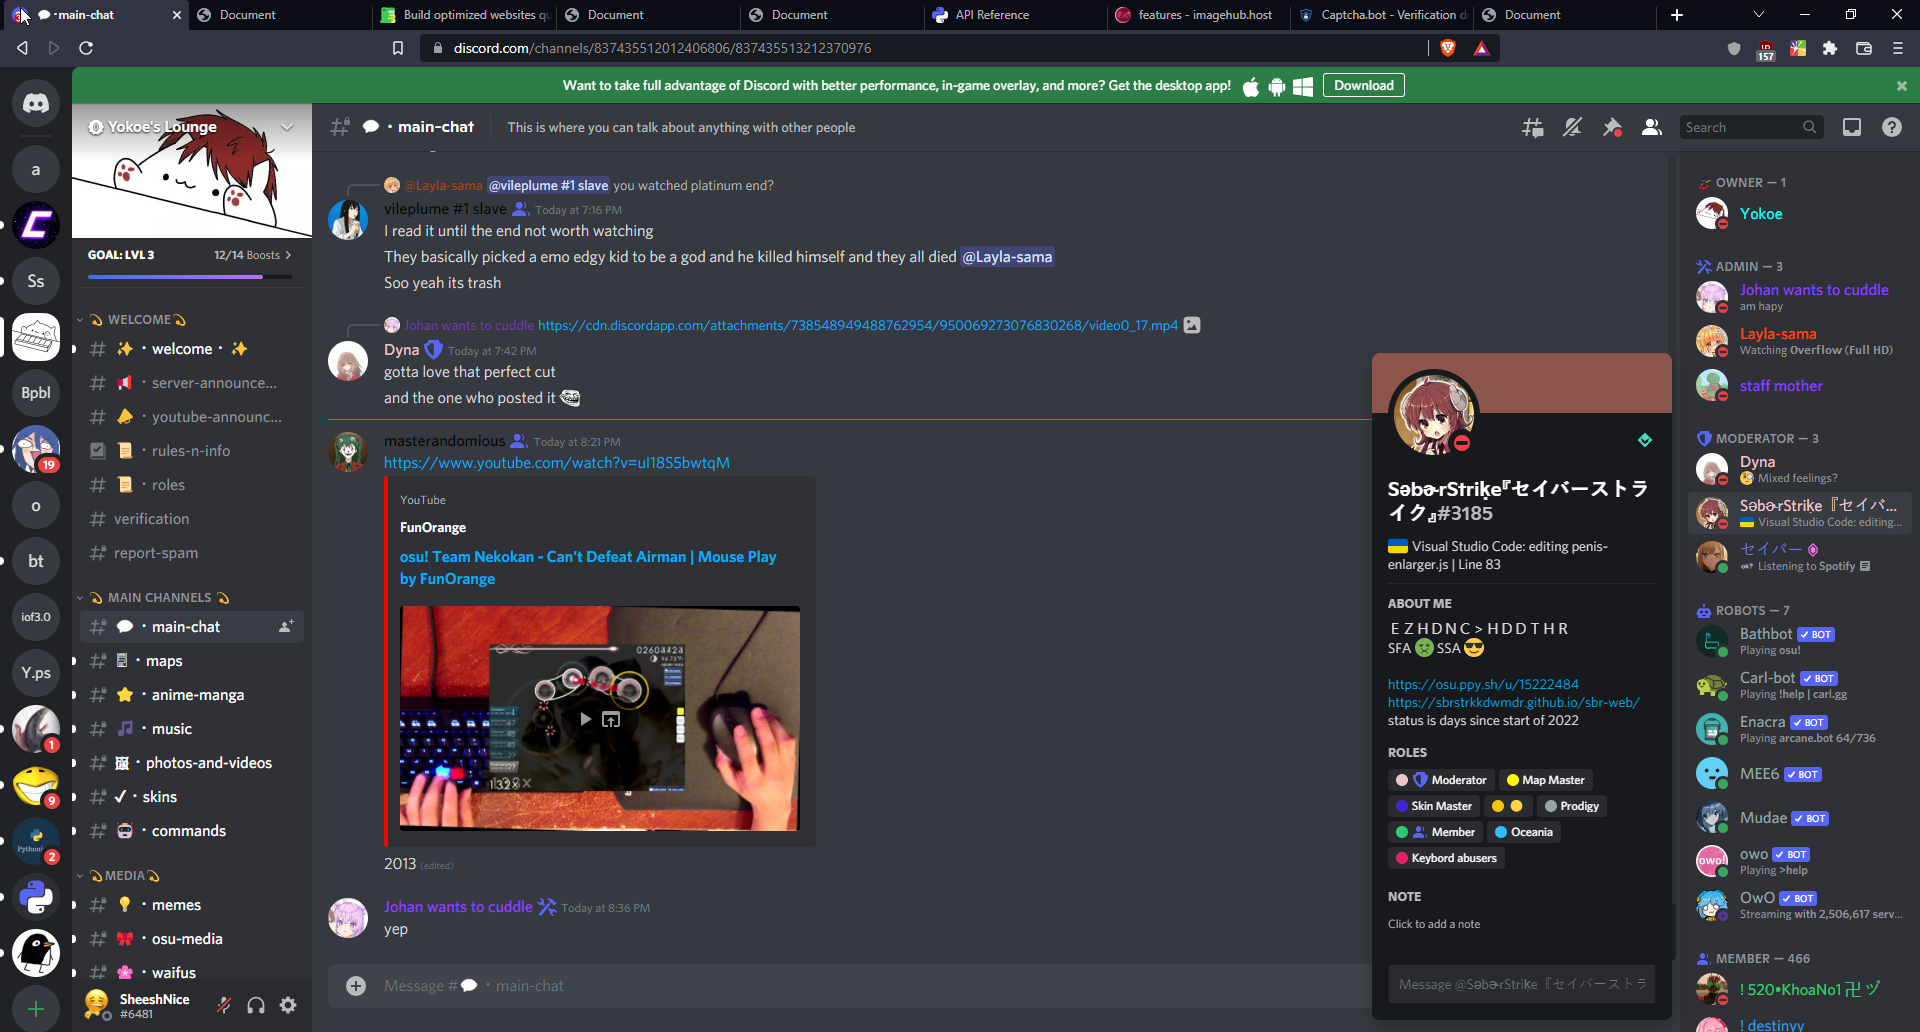 ·main-chat
Document
Build optimized websites qu
Document
Document
API Reference
features - imagehub.host
Captcha.bot - Verification d
Document
discord.com/channels/837435512012406806/837435513212370976
157
Want to take full advantage of Discord with better performance, in-game overlay, and more? Get the desktop app!
Download
Yokoe's Lounge
GOAL: LVL 3
12/14 Boosts
WELCOME
welcome
server-announce...
youtube-announc...
rules-n-info
roles
verification
report-spam
MAIN CHANNELS
main-chat
maps
anime-manga
music
photos-and-videos
skins
commands
MEDIA
memes
osu-media
waifus
SheeshNice
#6481
a
Ss
Bpbl
19
o
bt
iof3.0
Y.ps
1
9
2
main-chat
This is where you can talk about anything with other people
Search
@Layla-sama @vileplume #1 slave you watched platinum end?
vileplume #1 slave Today at 7:16 PM
I read it until the end not worth watching
They basically picked a emo edgy kid to be a god and he killed himself and they all died @Layla-sama
Soo yeah its trash
Johan wants to cuddle https://cdn.discordapp.com/attachments/738548949488762954/950069273076830268/video0_17.mp4
Dyna Today at 7:42 PM
gotta love that perfect cut
and the one who posted it
masterandomious Today at 8:21 PM
https://www.youtube.com/watch?v=ul18S5bwtqM
YouTube
FunOrange
osu! Team Nekokan - Can't Defeat Airman | Mouse Play
by FunOrange
2013 (edited)
Johan wants to cuddle Today at 8:36 PM
yep
Message # · main-chat
SəbɚrStriƙe『セイバーストラ
イク』#3185
Visual Studio Code: editing penis-
enlarger.js | Line 83
ABOUT ME
E Z H D N C > H D D T H R
SFA SSA
https://osu.ppy.sh/u/15222484
https://sbrstrkkdwmdr.github.io/sbr-web/
status is days since start of 2022
ROLES
Moderator
Map Master
Skin Master
Prodigy
Member
Oceania
Keybord abusers
NOTE
Click to add a note
Message @SəbɚrStriƙe『セイバーストラ
OWNER — 1
Yokoe
ADMIN — 3
Johan wants to cuddle
am hapy
Layla-sama
Watching Overflow (Full HD)
staff mother
MODERATOR — 3
Dyna
Mixed feelings?
SəbɚrStriƙe『セイバ...
Visual Studio Code: editing...
セイバー
Listening to Spotify
ROBOTS — 7
Bathbot BOT
Playing osu!
Carl-bot BOT
Playing !help | carl.gg
Enacra BOT
Playing arcane.bot 64/736
MEE6 BOT
Mudae BOT
owo BOT
Playing >help
OwO BOT
Streaming with 2,506,617 serv...
MEMBER — 466
! 520•KhoaNo1 卍 ヅ
! destinyy